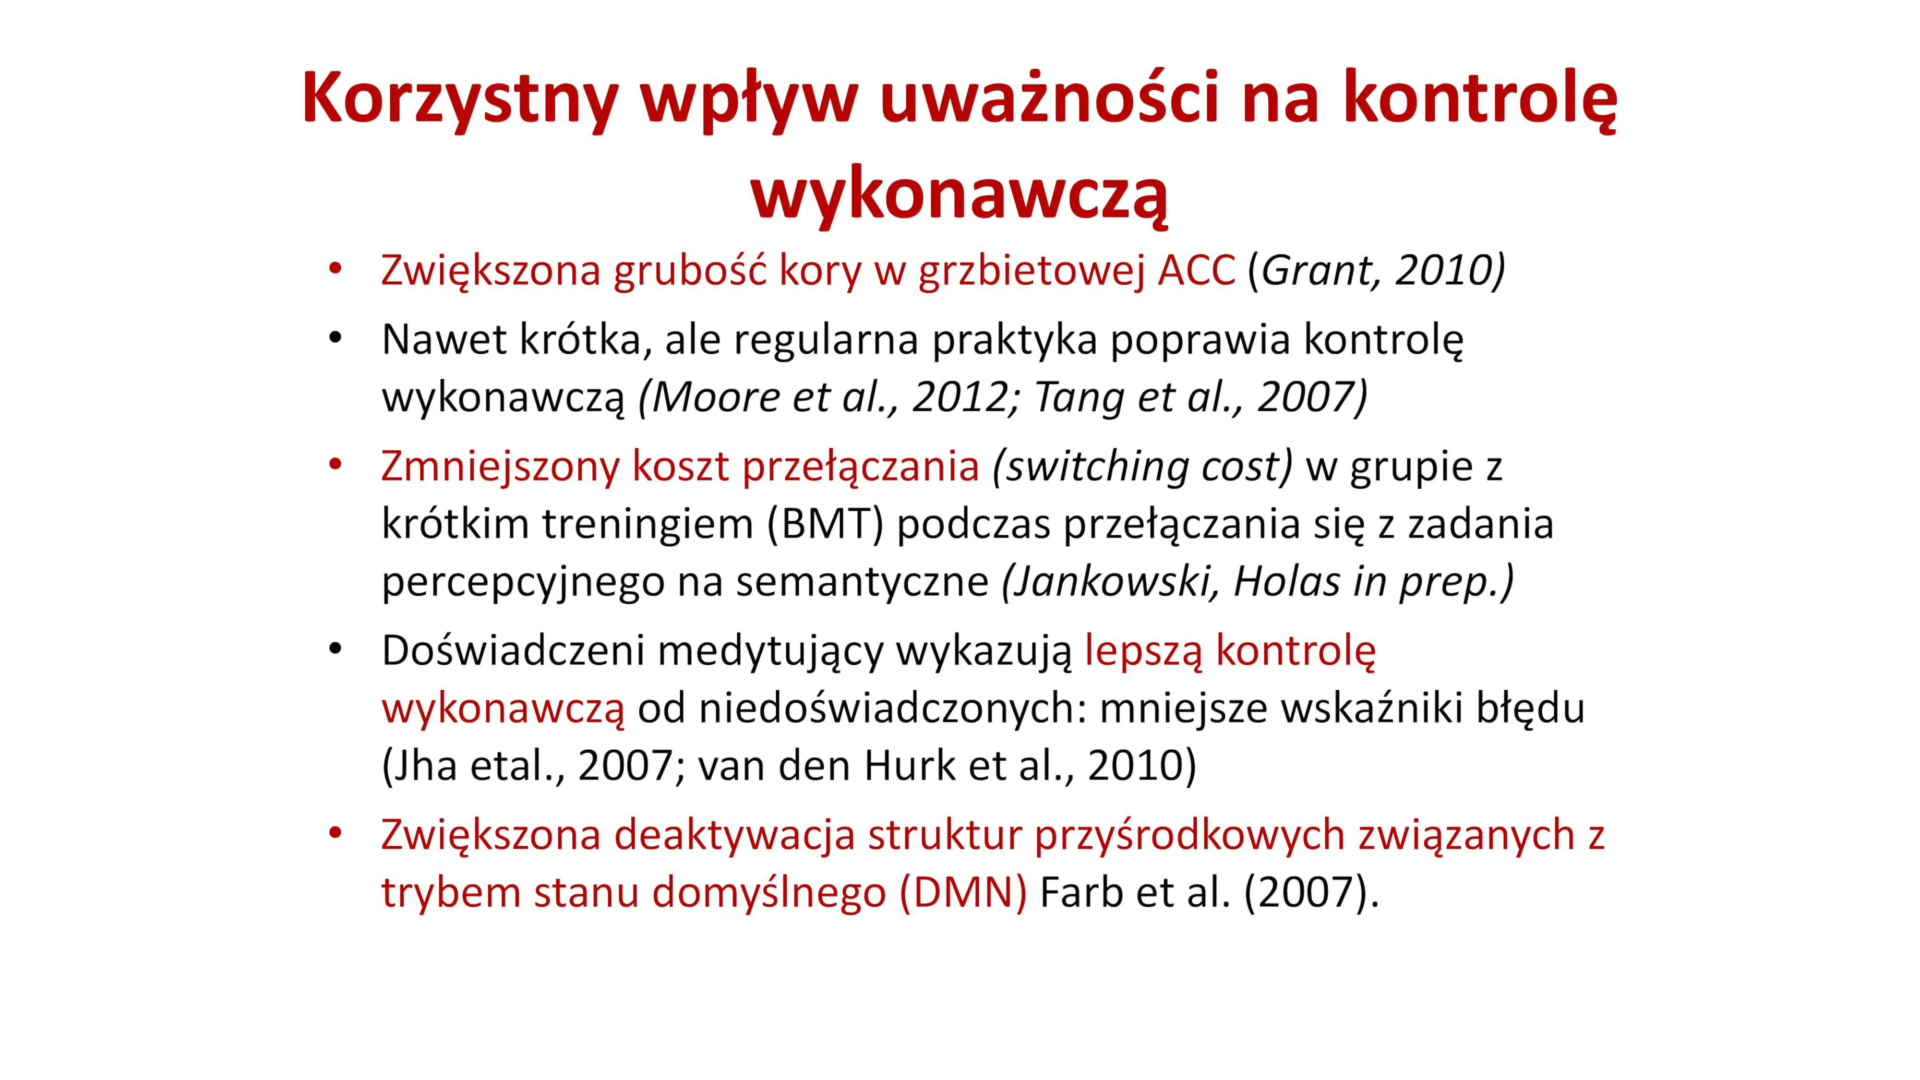 Korzystny wpływ uważności na kontrolę
wykonawczą
• Zwiększona grubość kory w grzbietowej ACC (Grant, 2010)
• Nawet krótka, ale regularna praktyka poprawia kontrolę
wykonawczą (Moore et al., 2012; Tang et al., 2007)
• Zmniejszony koszt przełączania (switching cost) w grupie z
krótkim treningiem (BMT) podczas przełączania się z zadania
percepcyjnego na semantyczne (Jankowski, Holas in prep.)
• Doświadczeni medytujący wykazują lepszą kontrolę
wykonawczą od niedoświadczonych: mniejsze wskaźniki błędu
(Jha etal., 2007; van den Hurk et al., 2010)
• Zwiększona deaktywacja struktur przyśrodkowych związanych z
trybem stanu domyślnego (DMN) Farb et al. (2007).